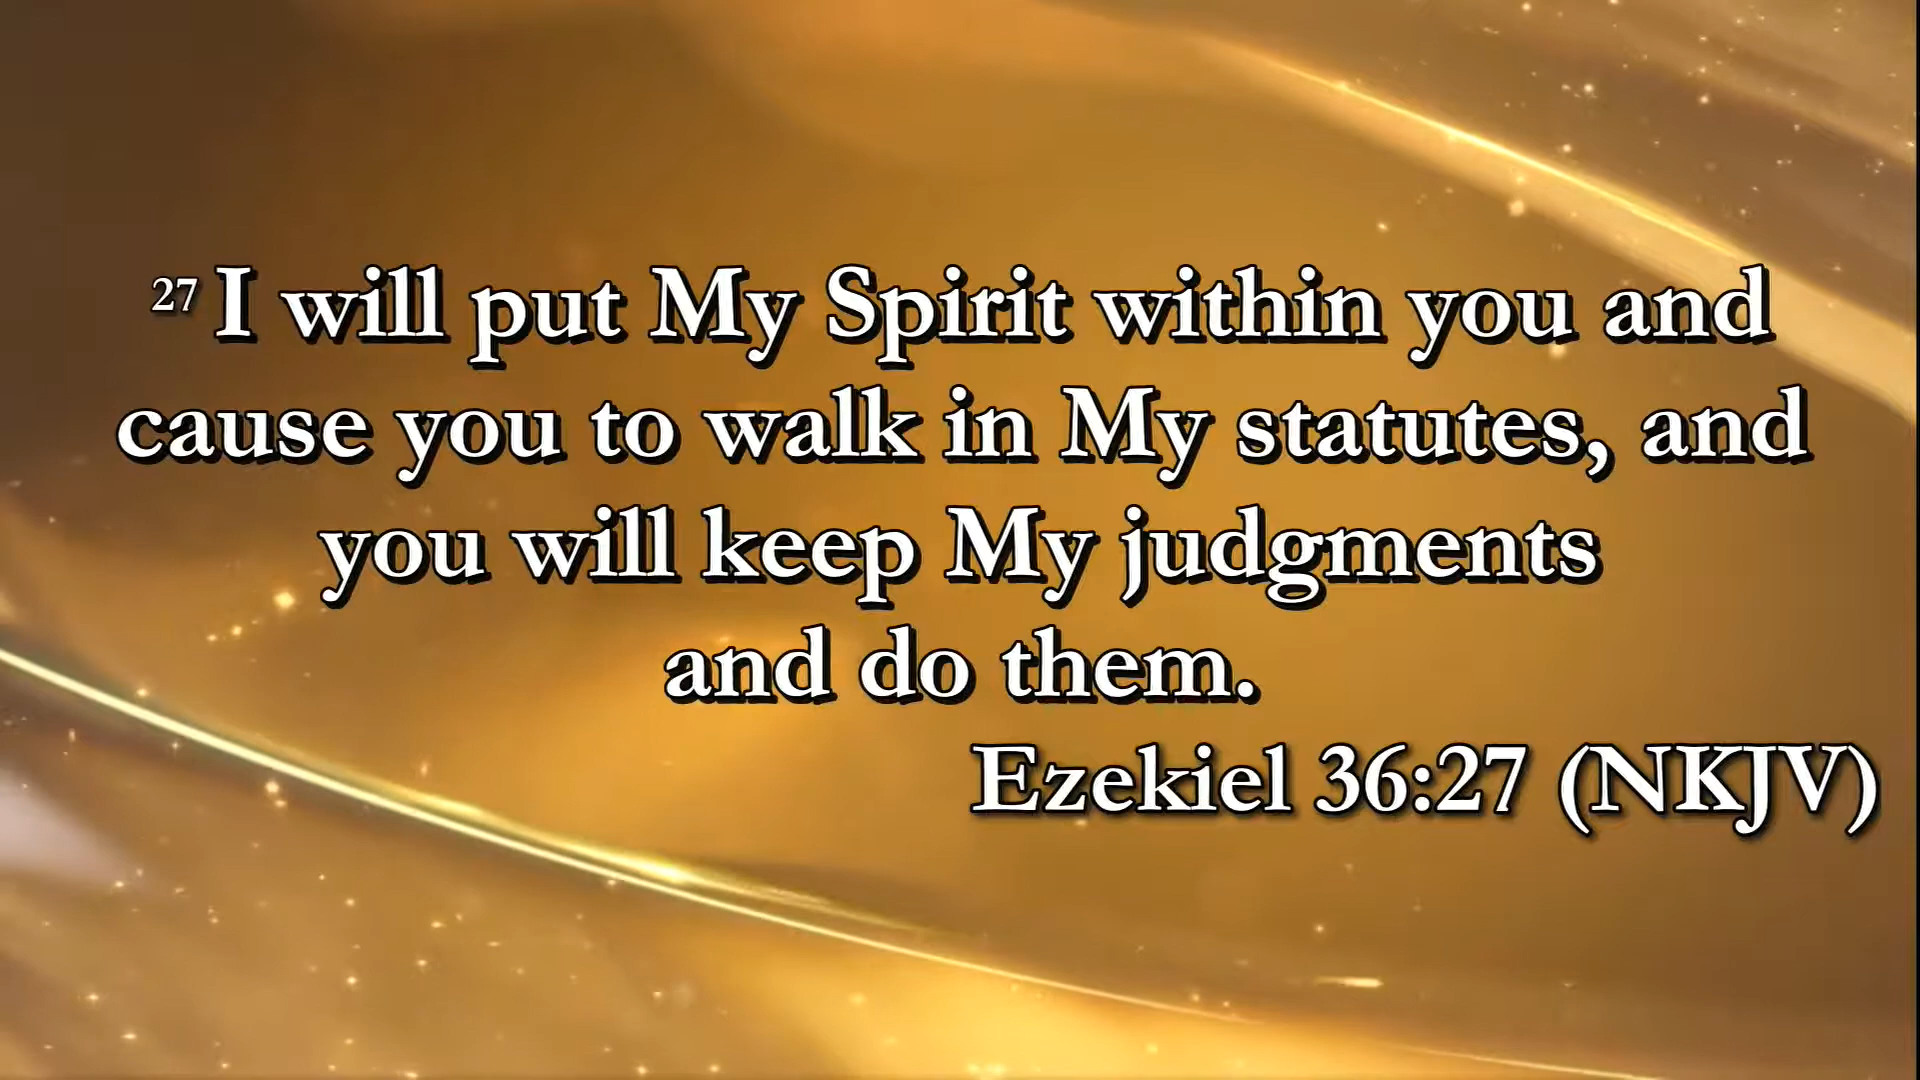 27 I will put My Spirit within you and
cause you to walk in My statutes, and
you will keep My judgments
and do them.
Ezekiel 36:27 (NKJV)